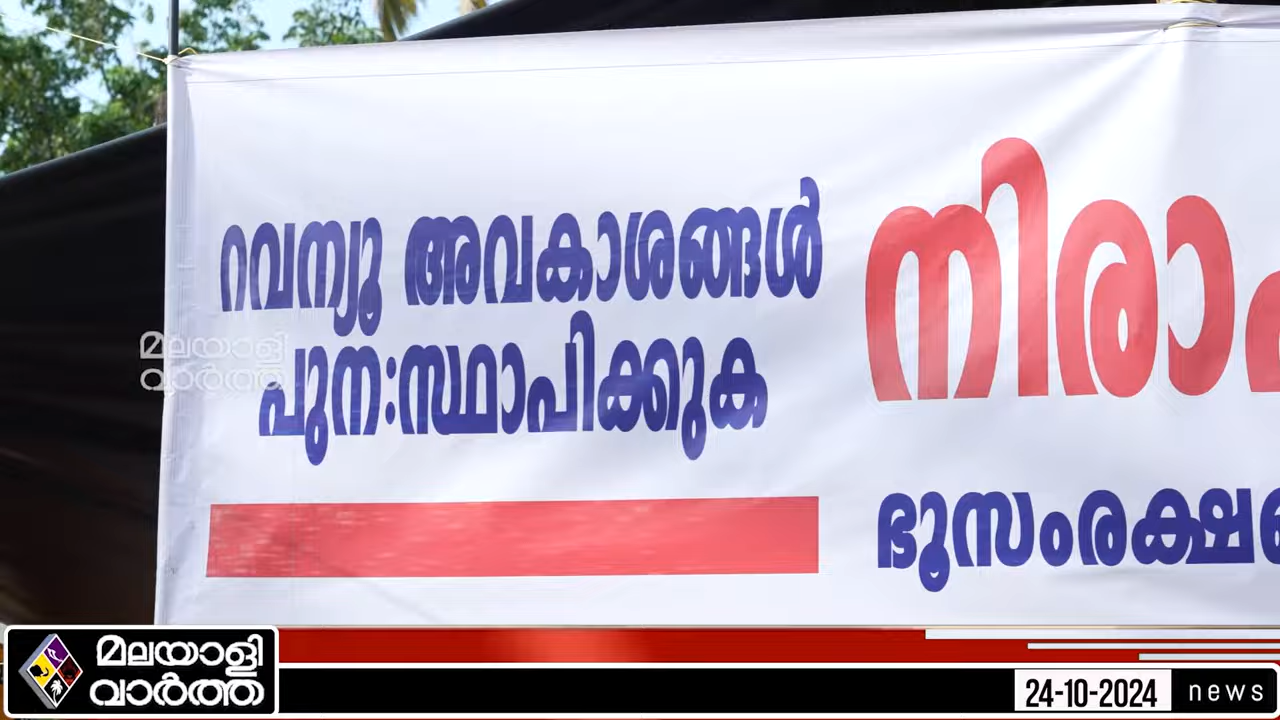 റവന്യൂ അവകാശങ്ങൾ
പുന:സ്ഥാപിക്കുക
മലയാളി
വാർത്ത
മലയാളി
വാർത്ത
24-10-2024
news